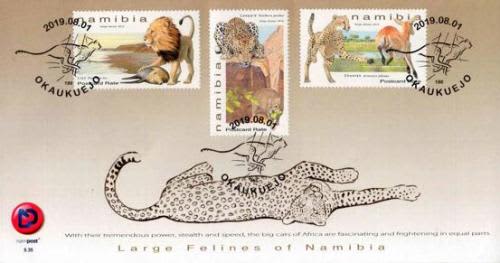 2019.08.01
OKAUKUEJO
namibia
Postcard Rate
namibia
Postcard Rate
2019.08.01
OKAUKUEJO
namibia
Postcard Rate
2019.08.01
OKAUKUEJO
With their tremendous power, stealth and speed, the big cats of Africa are fascinating and frightening in equal parts.
Large Felines of Namibia
nampost